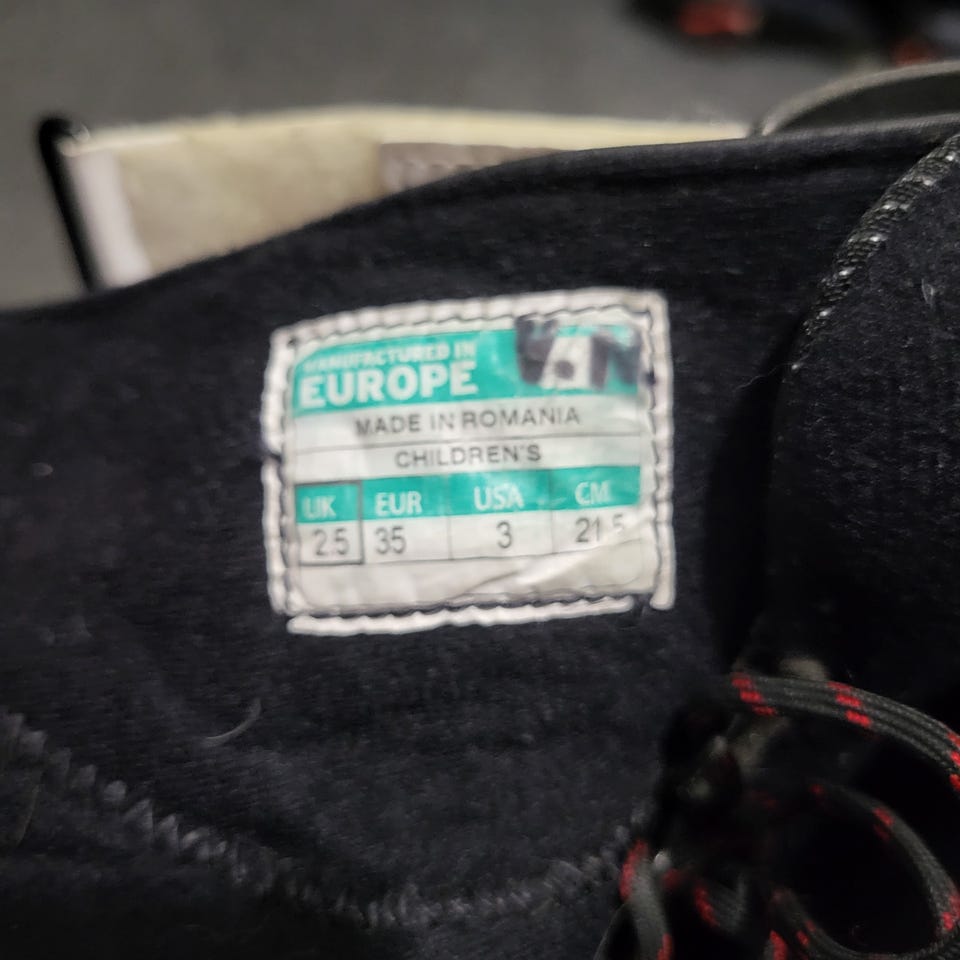 MANUFACTURED IN
EUROPE
MADE IN ROMANIA
CHILDREN'S
UK EUR USA CM
2.5 35 3 21.5